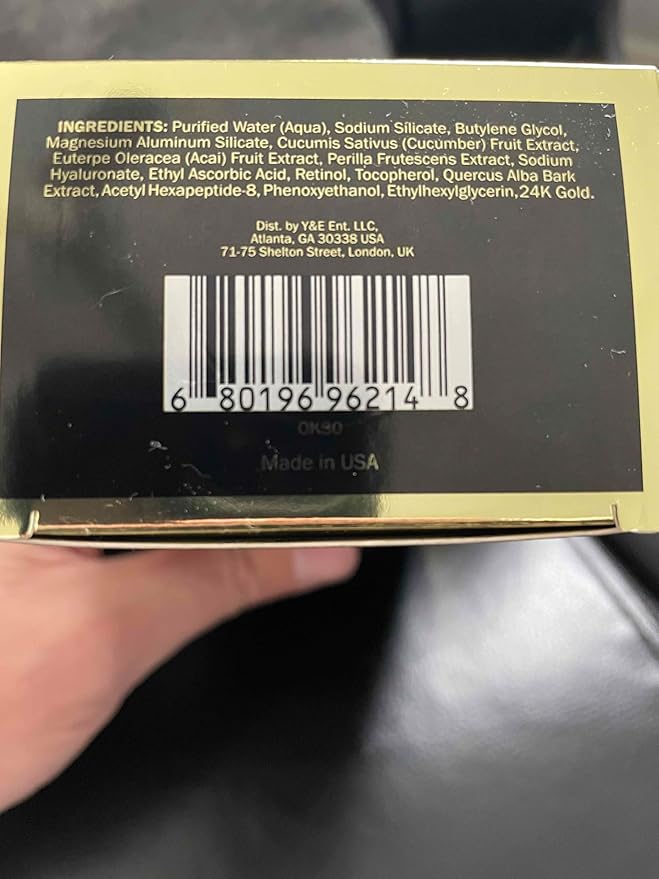 INGREDIENTS: Purified Water (Aqua), Sodium Silicate, Butylene Glycol,
Magnesium Aluminum Silicate, Cucumis Sativus (Cucumber) Fruit Extract,
Euterpe Oleracea (Acai) Fruit Extract, Perilla Frutescens Extract, Sodium
Hyaluronate, Ethyl Ascorbic Acid, Retinol, Tocopherol, Quercus Alba Bark
Extract, Acetyl Hexapeptide-8, Phenoxyethanol, Ethylhexylglycerin, 24K Gold.
Dist. by Y&E Ent. LLC,
Atlanta, GA 30338 USA
71-75 Shelton Street, London, UK
6 80196 96214 8
0K30
Made in USA